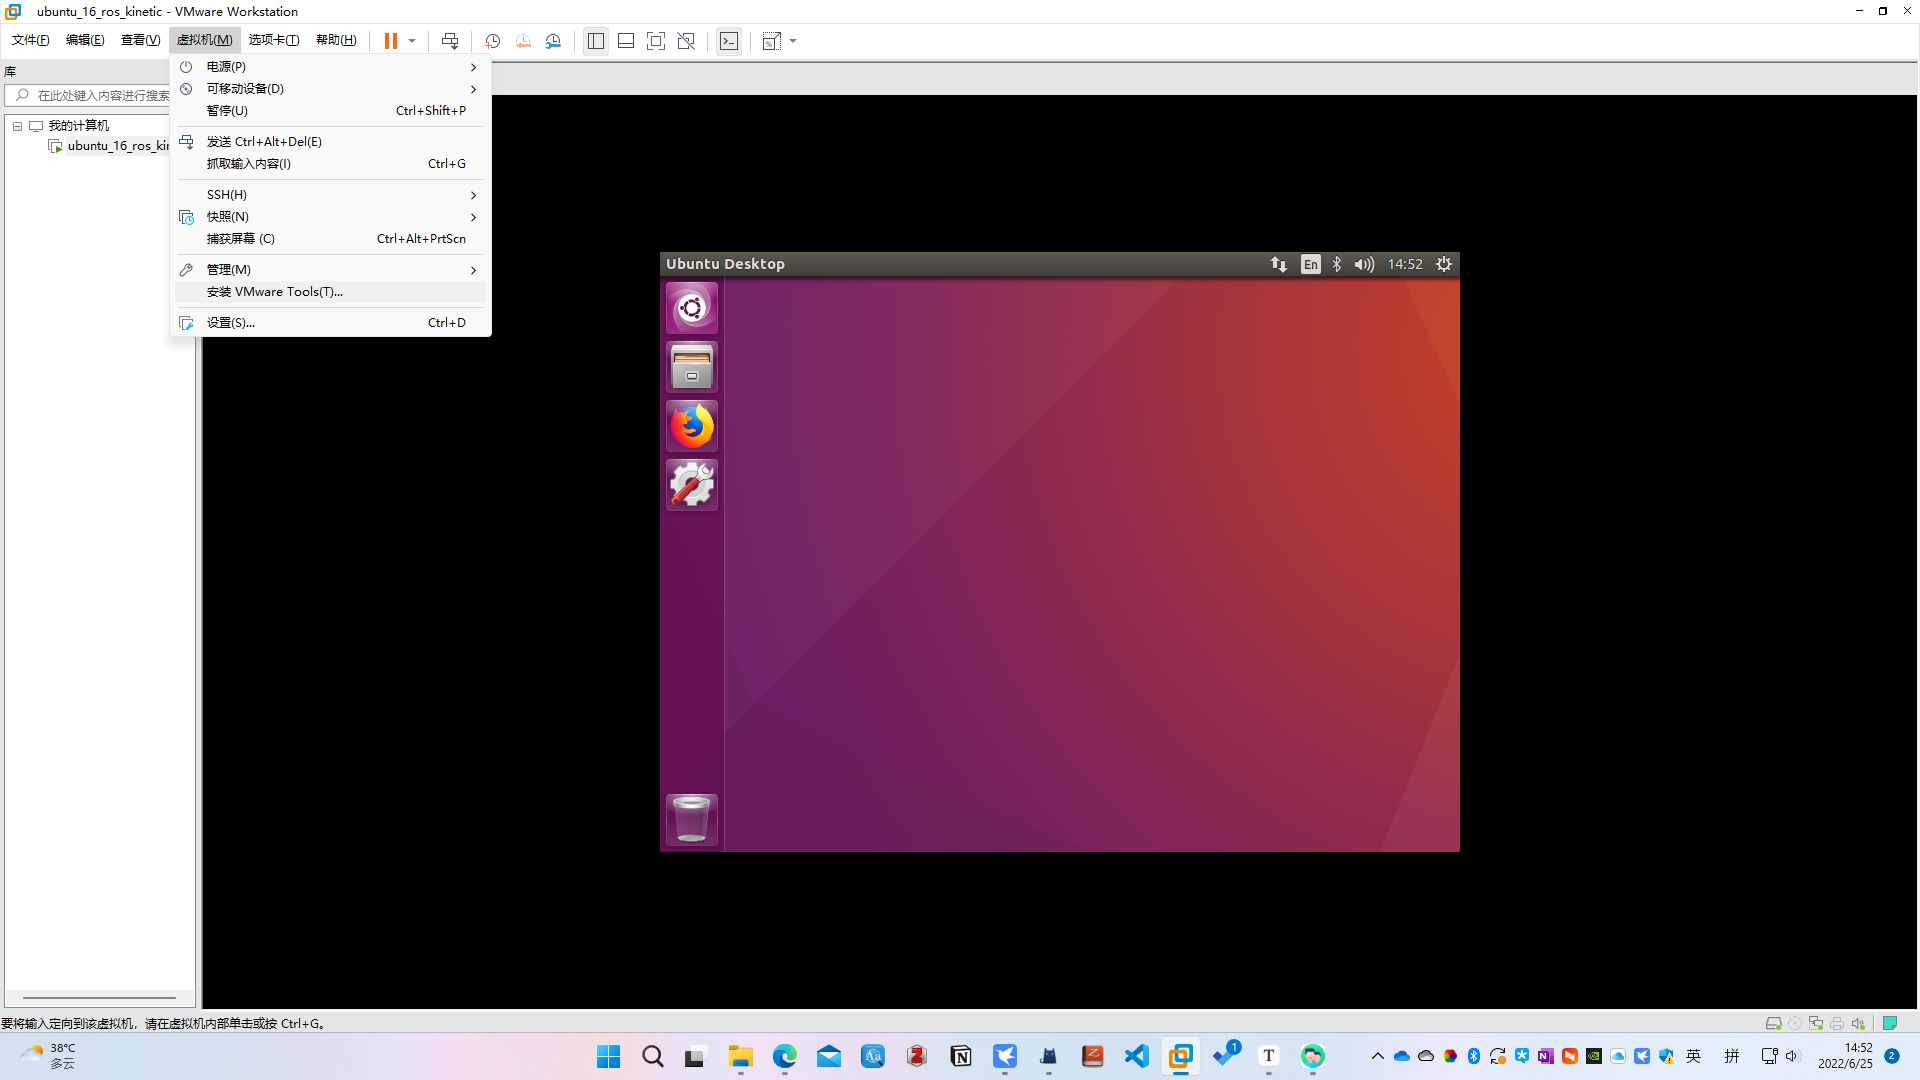 ubuntu_16_ros_kinetic - VMware Workstation
文件(F) 编辑(E) 查看(V) 虚拟机(M) 选项卡(T) 帮助(H)
库
在此处键入内容进行搜索
我的计算机
ubuntu_16_ros_kin
电源(P)
可移动设备(D)
暂停(U) Ctrl+Shift+P
发送 Ctrl+Alt+Del(E)
抓取输入内容(I) Ctrl+G
SSH(H)
快照(N)
捕获屏幕 (C) Ctrl+Alt+PrtScn
管理(M)
安装 VMware Tools(T)...
设置(S)... Ctrl+D
Ubuntu Desktop En 14:52
要将输入定向到该虚拟机，请在虚拟机内部单击或按 Ctrl+G。
38°C
多云
1
英 拼
14:52
2022/6/25
2